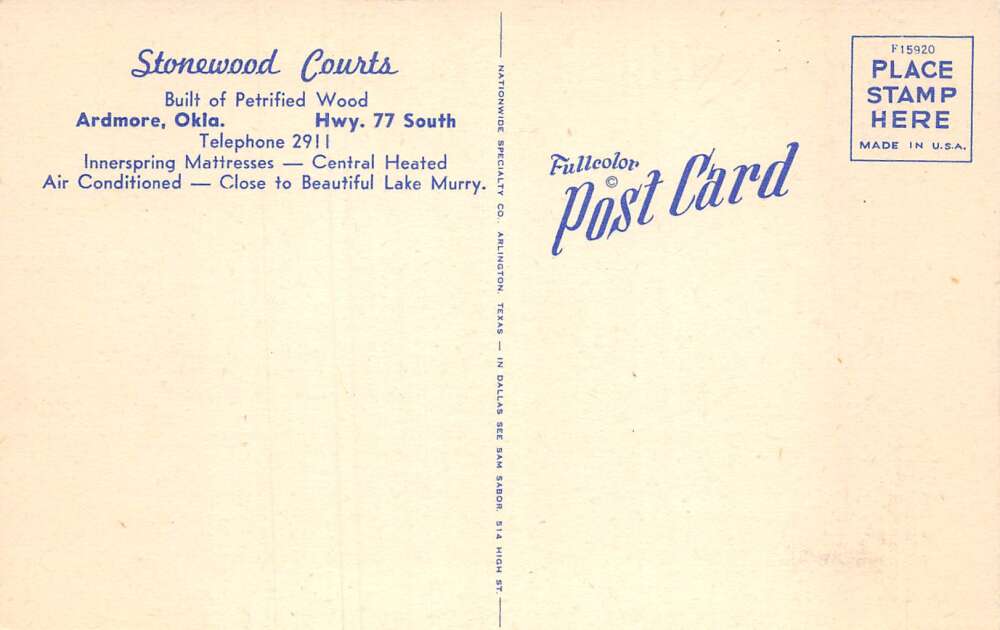 Stonewood Courts
Built of Petrified Wood
Ardmore, Okla. Hwy. 77 South
Telephone 2911
Innerspring Mattresses — Central Heated
Air Conditioned — Close to Beautiful Lake Murry.
NATIONWIDE SPECIALTY CO., ARLINGTON, TEXAS — IN DALLAS SEE SAM SABOR, 514 HIGH ST.
Fullcolor
©
Post Card
F15920
PLACE
STAMP
HERE
MADE IN U.S.A.